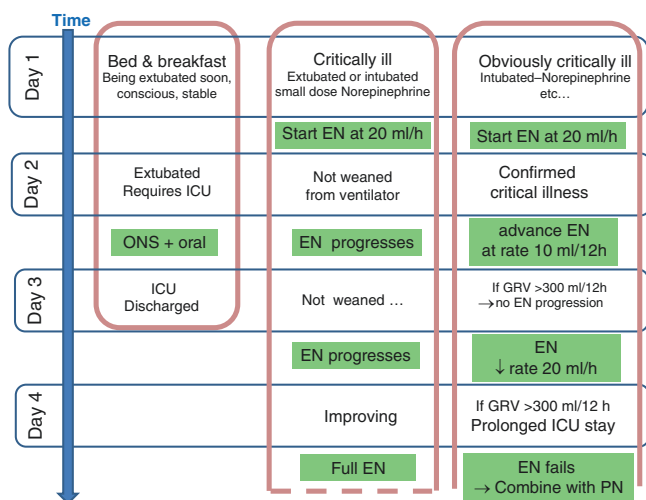 Time
Day 1
Bed & breakfast
Being extubated soon,
conscious, stable
Critically ill
Extubated or intubated
small dose Norepinephrine
Obviously critically ill
Intubated–Norepinephrine
etc…
Start EN at 20 ml/h
Start EN at 20 ml/h
Day 2
Extubated
Requires ICU
Not weaned
from ventilator
Confirmed
critical illness
ONS + oral
EN progresses
advance EN
at rate 10 ml/12h
Day 3
ICU
Discharged
Not weaned …
If GRV >300 ml/12h
→no EN progression
EN progresses
EN
↓ rate 20 ml/h
Day 4
Improving
If GRV >300 ml/12 h
Prolonged ICU stay
Full EN
EN fails
→ Combine with PN